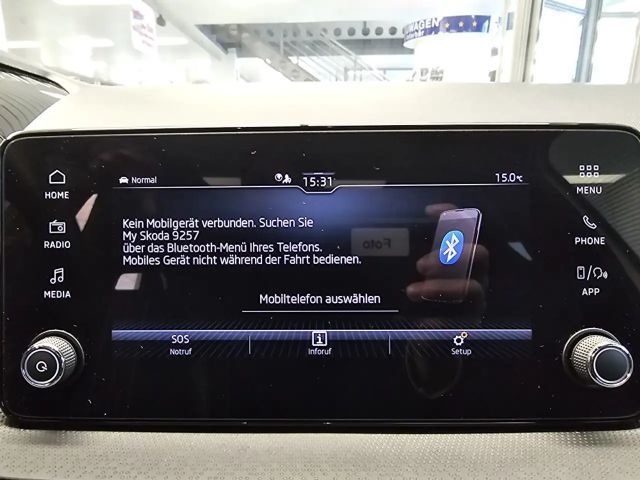 WAGEN
HOME
RADIO
MEDIA
Normal
15:31
15.0°C
Kein Mobilgerät verbunden. Suchen Sie
My Skoda 9257
über das Bluetooth-Menü Ihres Telefons.
Mobiles Gerät nicht während der Fahrt bedienen.
Foto
Mobiltelefon auswählen
SOS
Notruf
Inforuf
Setup
MENU
PHONE
APP